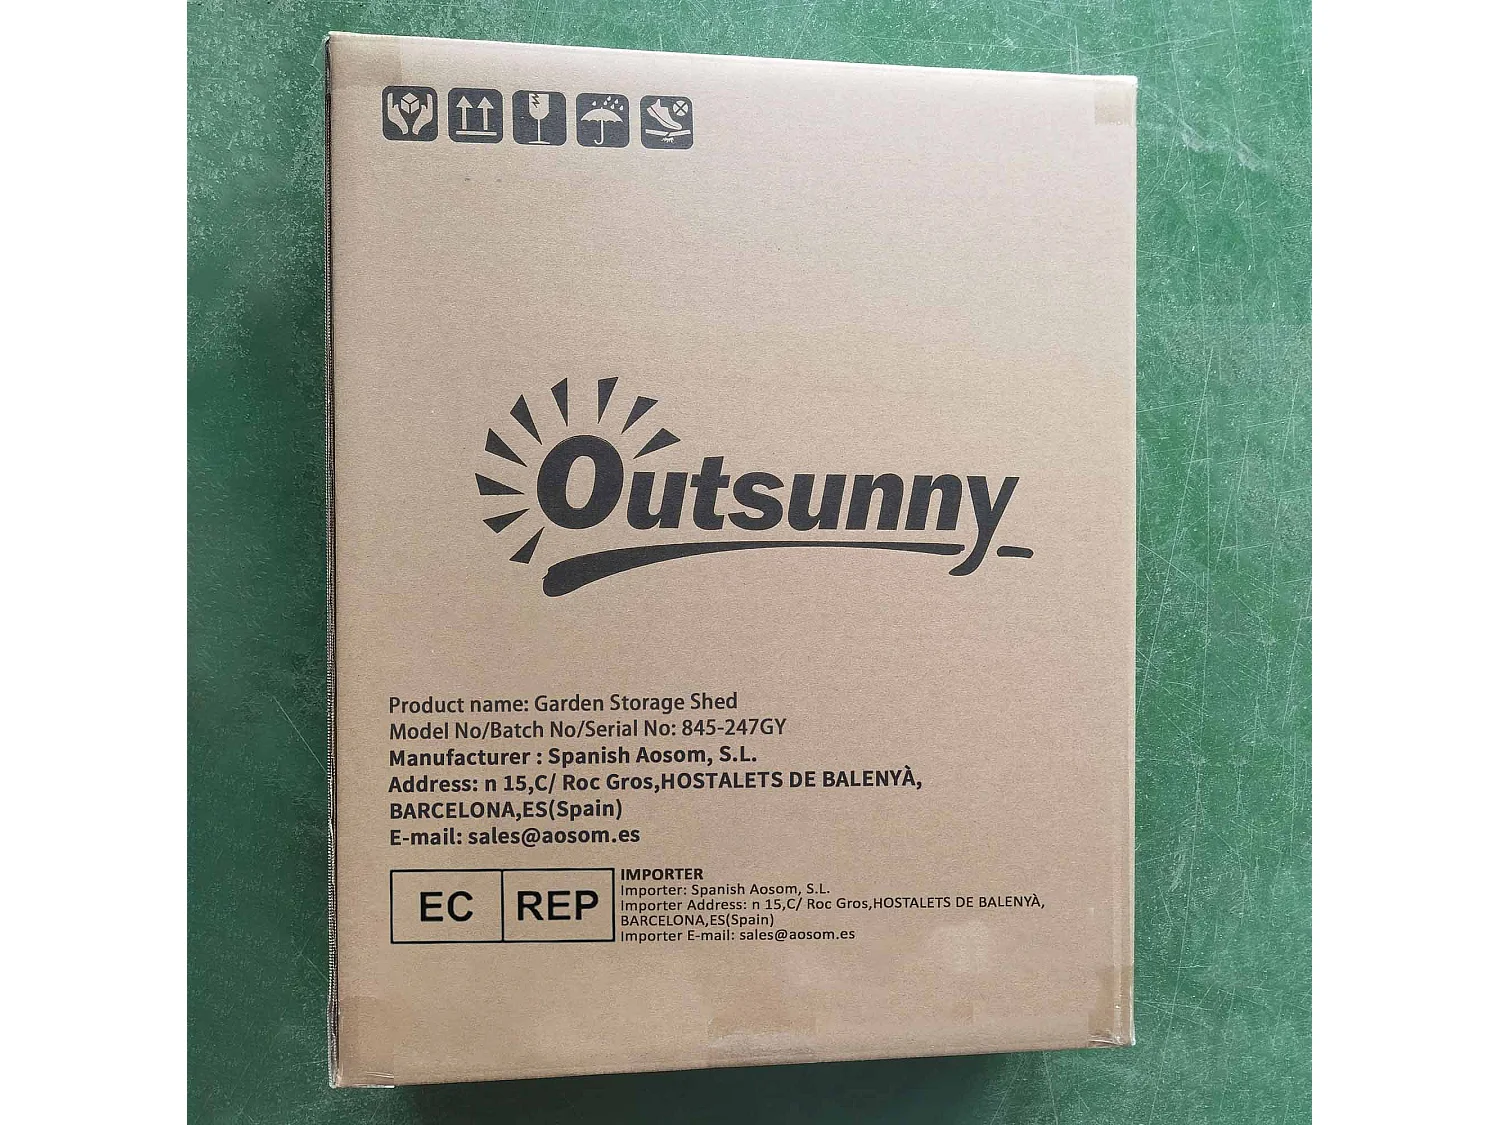 Outsunny
Product name: Garden Storage Shed
Model No/Batch No/Serial No: 845-247GY
Manufacturer : Spanish Aosom, S.L.
Address: n 15,C/ Roc Gros,HOSTALETS DE BALENYÀ,
BARCELONA,ES(Spain)
E-mail: sales@aosom.es
EC REP
IMPORTER
Importer: Spanish Aosom, S.L.
Importer Address: n 15,C/ Roc Gros,HOSTALETS DE BALENYÀ,
BARCELONA,ES(Spain)
Importer E-mail: sales@aosom.es